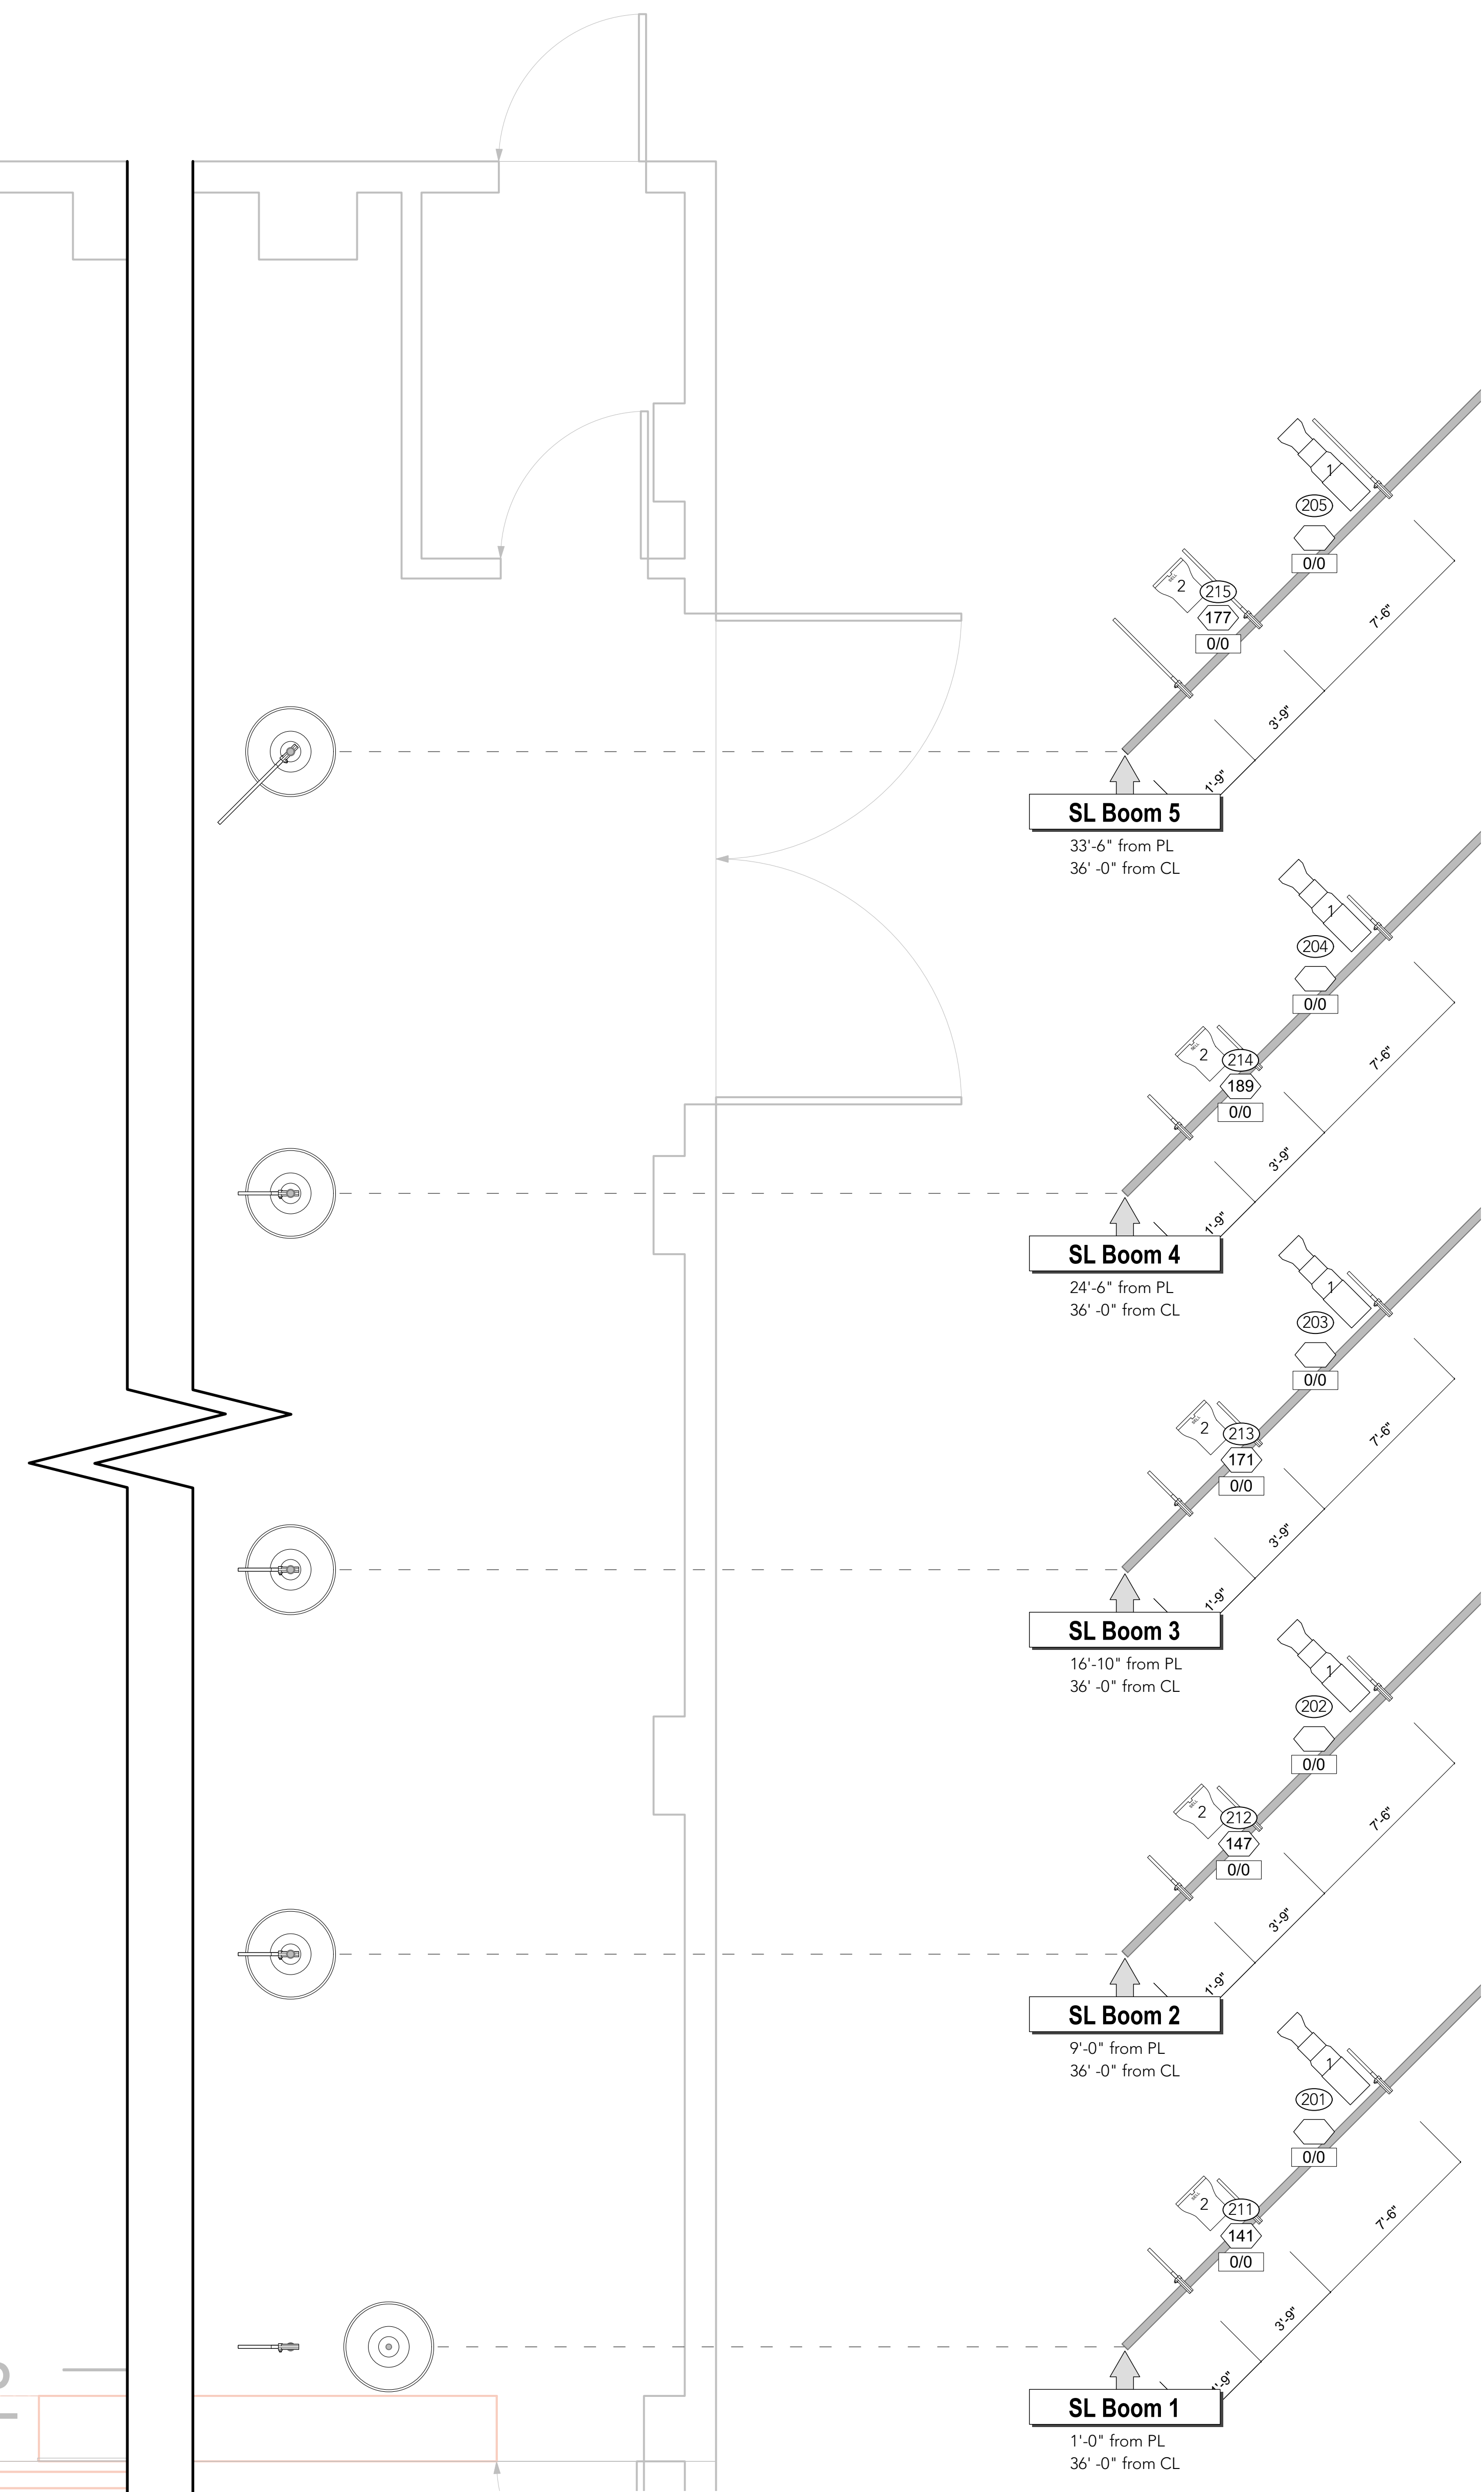 1
205
0/0
7'-6"
BELL
2
215
177
0/0
3'-9"
1'-9"
SL Boom 5
33'-6" from PL
36' -0" from CL
1
204
0/0
7'-6"
BELL
2
214
189
0/0
3'-9"
1'-9"
SL Boom 4
24'-6" from PL
36' -0" from CL
1
203
0/0
7'-6"
BELL
2
213
171
0/0
3'-9"
1'-9"
SL Boom 3
16'-10" from PL
36' -0" from CL
1
202
0/0
7'-6"
BELL
2
212
147
0/0
3'-9"
1'-9"
SL Boom 2
9'-0" from PL
36' -0" from CL
1
201
0/0
7'-6"
BELL
2
211
141
0/0
3'-9"
'-9"
SL Boom 1
1'-0" from PL
36' -0" from CL